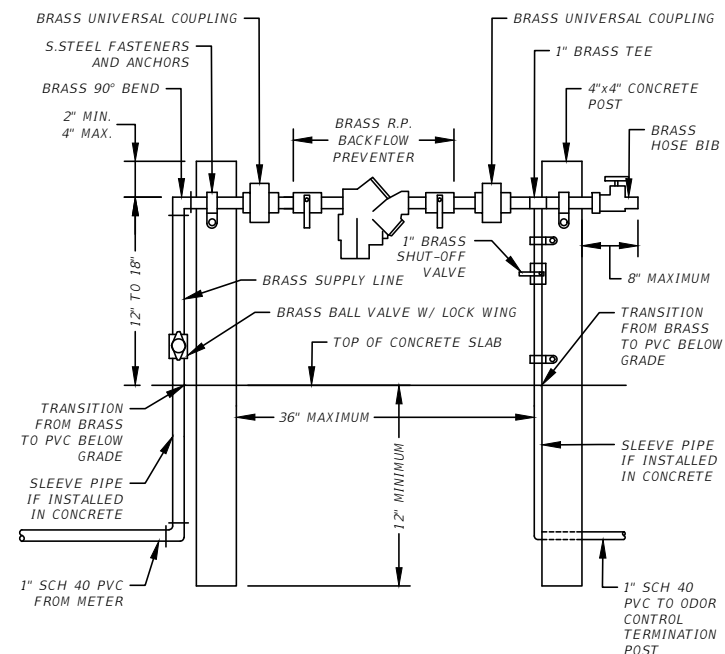 BRASS UNIVERSAL COUPLING
BRASS UNIVERSAL COUPLING
S.STEEL FASTENERS
AND ANCHORS
1" BRASS TEE
BRASS 90° BEND
4"x4" CONCRETE
POST
2" MIN.
4" MAX.
BRASS R.P.
BACKFLOW
PREVENTER
BRASS
HOSE BIB
1" BRASS
SHUT-OFF
VALVE
12" TO 18"
BRASS SUPPLY LINE
8" MAXIMUM
BRASS BALL VALVE W/ LOCK WING
TRANSITION
FROM BRASS
TO PVC BELOW
GRADE
TOP OF CONCRETE SLAB
TRANSITION
FROM BRASS
TO PVC BELOW
GRADE
36" MAXIMUM
SLEEVE PIPE
IF INSTALLED
IN CONCRETE
SLEEVE PIPE
IF INSTALLED
IN CONCRETE
12" MINIMUM
1" SCH 40 PVC
FROM METER
1" SCH 40
PVC TO ODOR
CONTROL
TERMINATION
POST